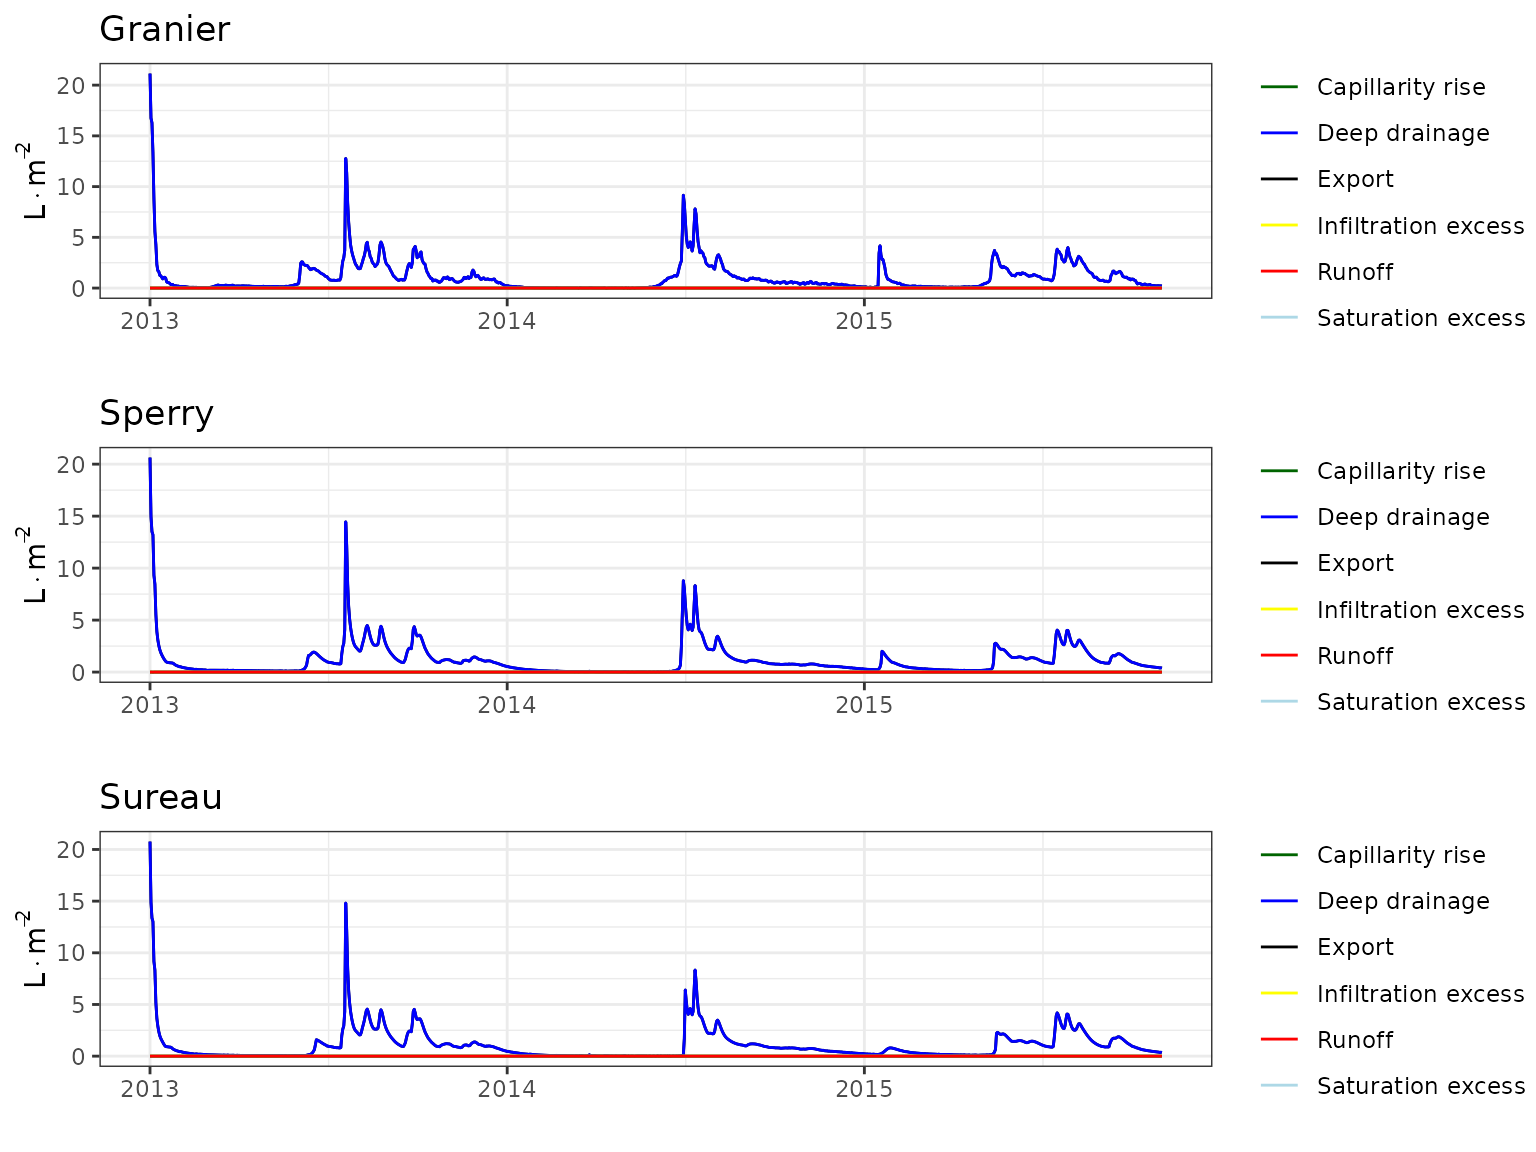 Granier
L · m⁻²
20
15
10
5
0
2013 2014 2015
Capillarity rise
Deep drainage
Export
Infiltration excess
Runoff
Saturation excess
Sperry
L · m⁻²
20
15
10
5
0
2013 2014 2015
Capillarity rise
Deep drainage
Export
Infiltration excess
Runoff
Saturation excess
Sureau
L · m⁻²
20
15
10
5
0
2013 2014 2015
Capillarity rise
Deep drainage
Export
Infiltration excess
Runoff
Saturation excess